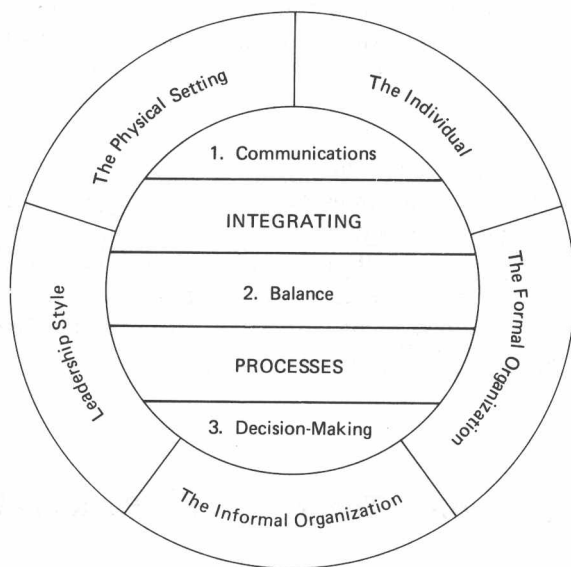 The Physical Setting
The Individual
1. Communications
INTEGRATING
2. Balance
PROCESSES
3. Decision-Making
Leadership Style
The Formal Organization
The Informal Organization